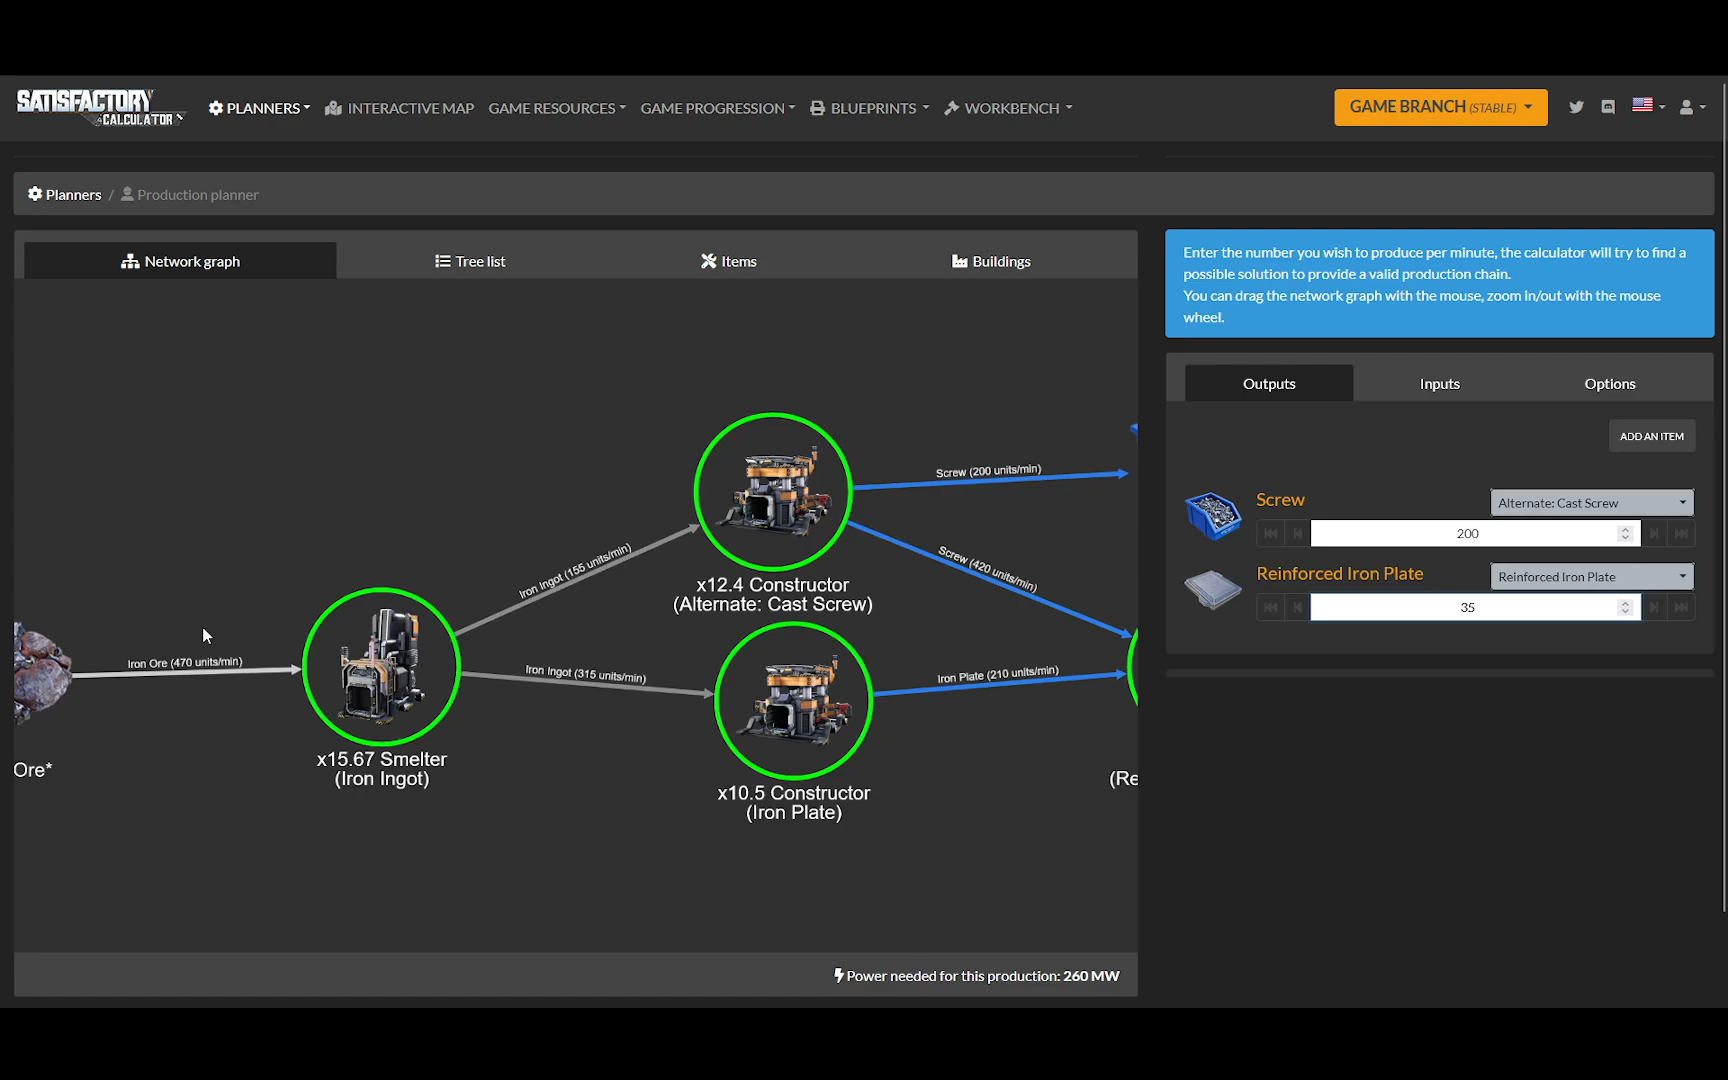 SATISFACTORY
CALCULATOR
PLANNERS
INTERACTIVE MAP
GAME RESOURCES
GAME PROGRESSION
BLUEPRINTS
WORKBENCH
GAME BRANCH (STABLE)
Planners / Production planner
Network graph
Tree list
Items
Buildings
Enter the number you wish to produce per minute, the calculator will try to find a
possible solution to provide a valid production chain.
You can drag the network graph with the mouse, zoom in/out with the mouse
wheel.
Outputs
Inputs
Options
ADD AN ITEM
Screw
Alternate: Cast Screw
200
Reinforced Iron Plate
Reinforced Iron Plate
35
Screw (200 units/min)
Iron Ingot (155 units/min)
Screw (420 units/min)
x12.4 Constructor
(Alternate: Cast Screw)
Iron Ore (470 units/min)
Iron Ingot (315 units/min)
Iron Plate (210 units/min)
Ore*
x15.67 Smelter
(Iron Ingot)
x10.5 Constructor
(Iron Plate)
(Re
Power needed for this production: 260 MW